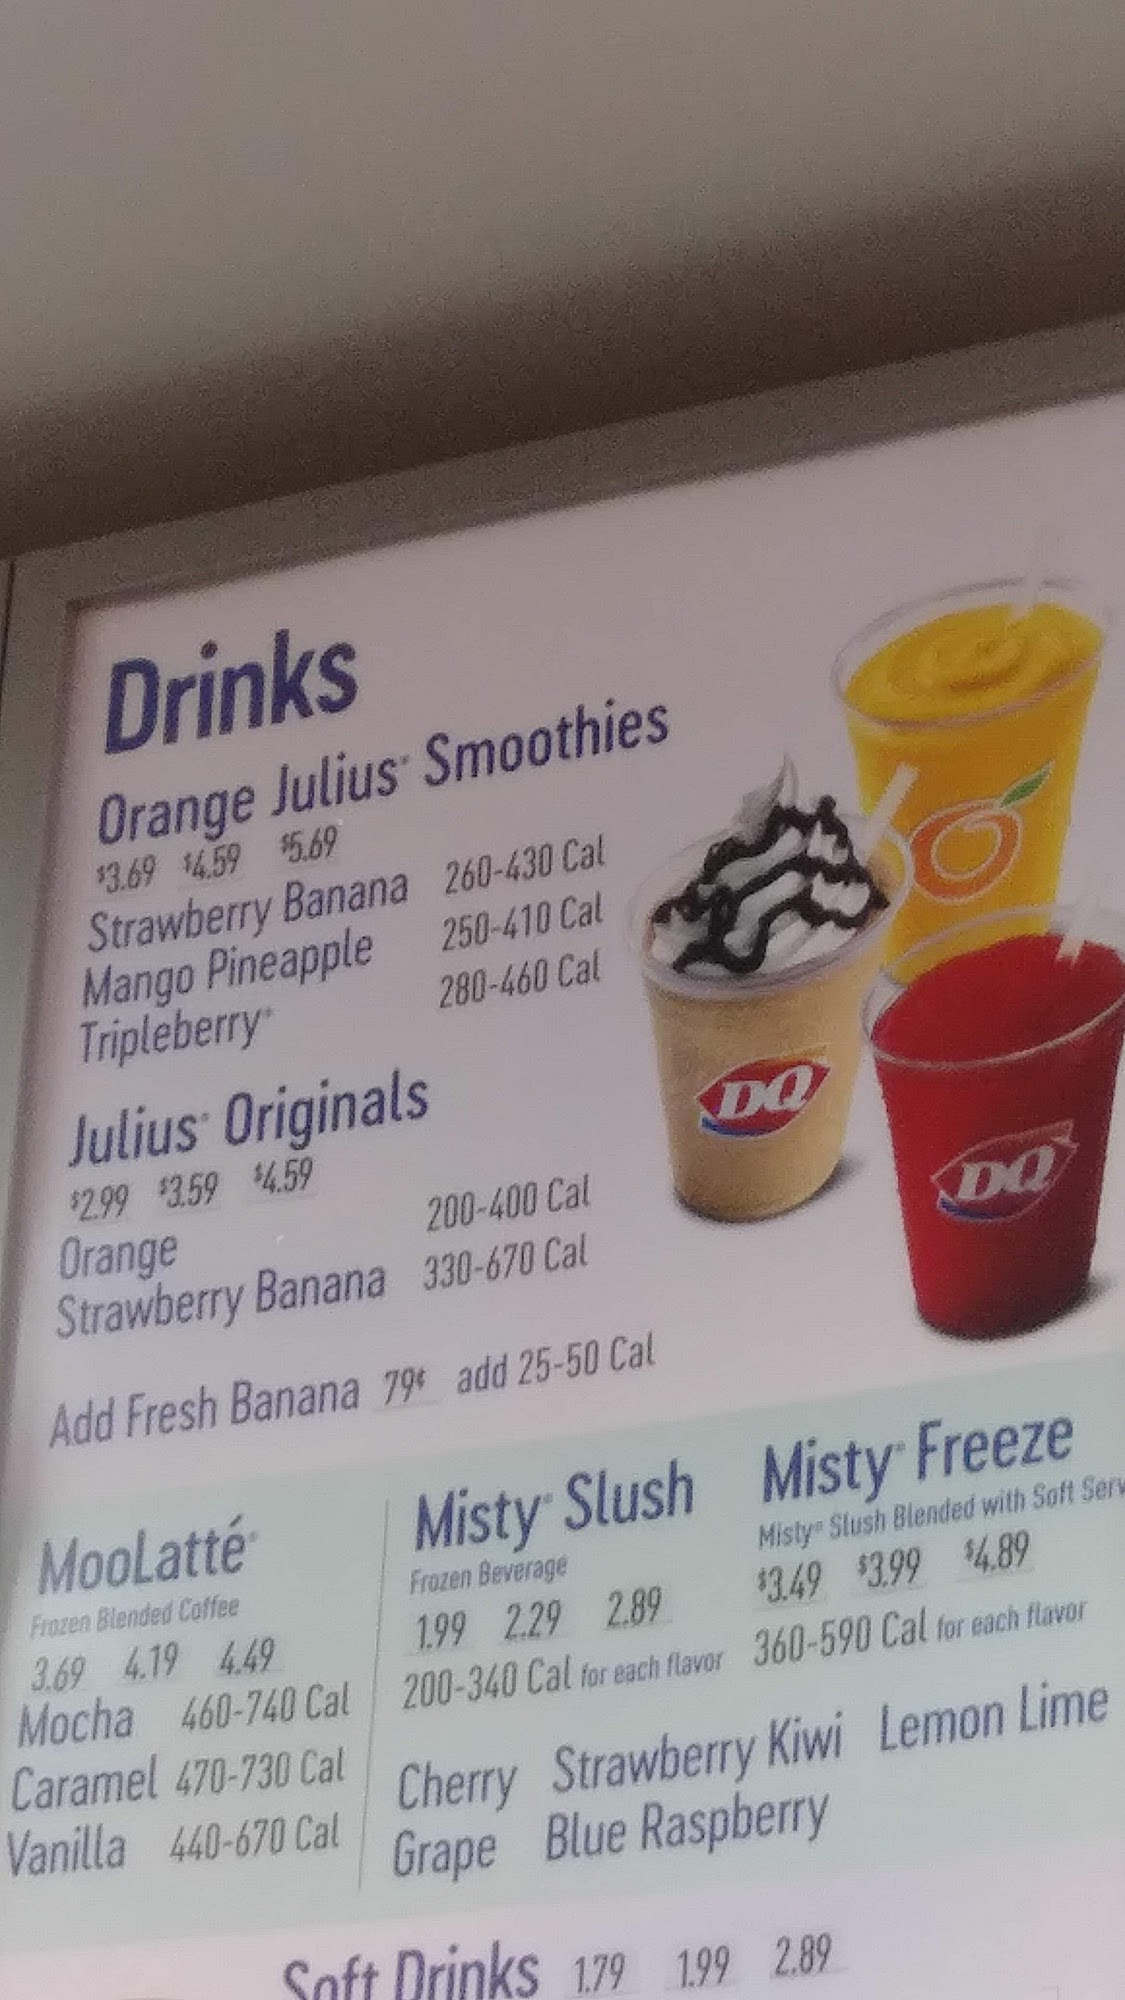 Drinks
Orange Julius® Smoothies
$3.69 $4.59 $5.69
Strawberry Banana 260-430 Cal
Mango Pineapple 250-410 Cal
Tripleberry® 280-460 Cal
Julius® Originals
$2.99 $3.59 $4.59
Orange 200-400 Cal
Strawberry Banana 330-670 Cal
Add Fresh Banana 79¢ add 25-50 Cal
DQ
DQ
MooLatté®
Frozen Blended Coffee
3.69 4.19 4.49
Mocha 460-740 Cal
Caramel 470-730 Cal
Vanilla 440-670 Cal
Misty® Slush
Frozen Beverage
1.99 2.29 2.89
200-340 Cal for each flavor
Misty® Freeze
Misty® Slush Blended with Soft Serv
$3.49 $3.99 $4.89
360-590 Cal for each flavor
Cherry Strawberry Kiwi Lemon Lime
Grape Blue Raspberry
Soft Drinks 1.79 1.99 2.89